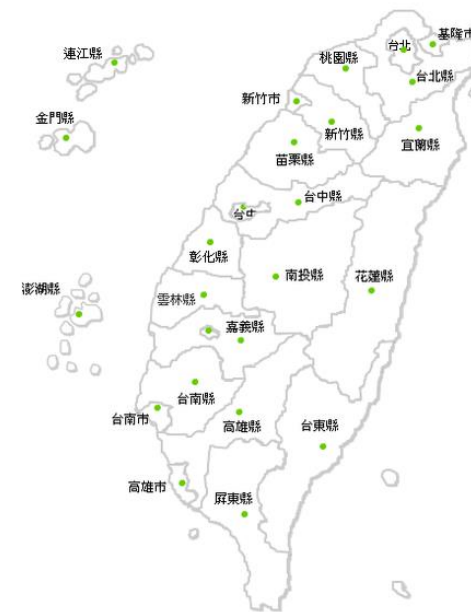 基隆市
台北
連江縣
桃園縣
台北縣
新竹市
金門縣
新竹縣
宜蘭縣
苗栗縣
台中縣
台中
彰化縣
南投縣
花蓮縣
澎湖縣
雲林縣
嘉義縣
台南縣
台南市
高雄縣
台東縣
高雄市
屏東縣